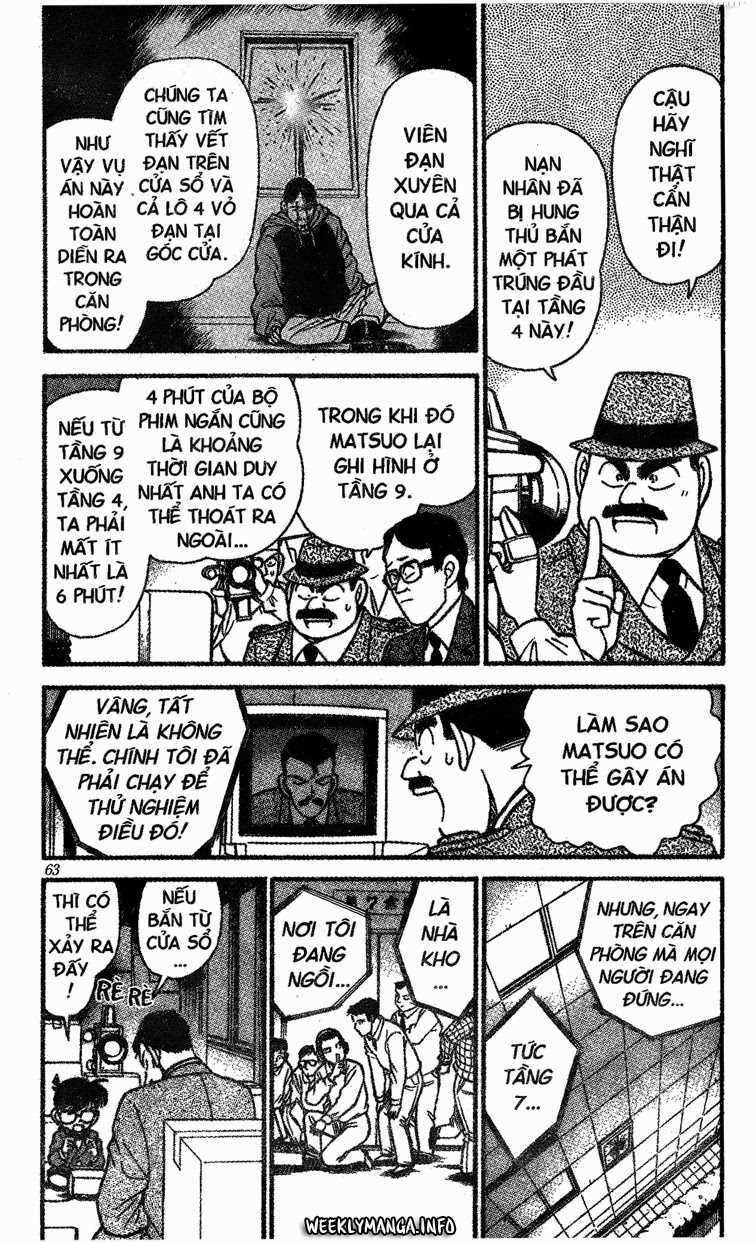 CẬU
HÃY
NGHĨ
THẬT
CẨN
THẬN
ĐI!
NẠN
NHÂN ĐÃ
BỊ HUNG
THỦ BẮN
MỘT PHÁT
TRÚNG ĐẦU
TẠI TẦNG
4 NÀY!
VIÊN
ĐẠN
XUYÊN
QUA CẢ
CỬA
KÍNH.
CHÚNG TA
CŨNG TÌM
THẤY VẾT
ĐẠN TRÊN
CỬA SỔ VÀ
CẢ LÔ 4 VỎ
ĐẠN TẠI
GÓC CỬA.
NHƯ
VẬY VỤ
ÁN NÀY
HOÀN
TOÀN
DIỄN RA
TRONG
CĂN
PHÒNG!
TRONG KHI ĐÓ
MATSUO LẠI
GHI HÌNH Ở
TẦNG 9.
4 PHÚT CỦA BỘ
PHIM NGẮN CŨNG
LÀ KHOẢNG
THỜI GIAN DUY
NHẤT ANH TA CÓ
THỂ THOÁT RA
NGOÀI...
NẾU TỪ
TẦNG 9
XUỐNG
TẦNG 4,
TA PHẢI
MẤT ÍT
NHẤT LÀ
6 PHÚT!
LÀM SAO
MATSUO CÓ
THỂ GÂY ÁN
ĐƯỢC?
VÂNG, TẤT
NHIÊN LÀ KHÔNG
THỂ. CHÍNH TÔI ĐÃ
PHẢI CHẠY ĐỂ
THỬ NGHIỆM
ĐIỀU ĐÓ!
63
NHƯNG, NGAY
TRÊN CĂN
PHÒNG MÀ MỌI
NGƯỜI ĐANG
ĐỨNG...
TỨC
TẦNG
7...
LÀ
NHÀ
KHO
...
NƠI TÔI
ĐANG
NGỒI...
NẾU
BẮN TỪ
CỬA SỔ
...
THÌ CÓ
THỂ
XẢY RA
ĐẤY
!
RÈ RÈ
WEEKLYMANGA.INFO